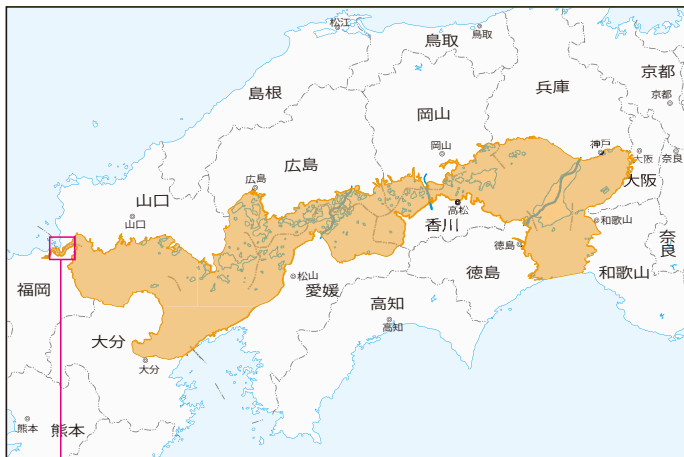 松江
鳥取
鳥取
京都
京都
兵庫
島根
岡山
岡山
広島
広島
神戸
大阪
奈良
大阪
山口
山口
高松
香川
和歌山
奈良
徳島
徳島
和歌山
松山
愛媛
福岡
高知
高知
大分
大分
熊本
熊本